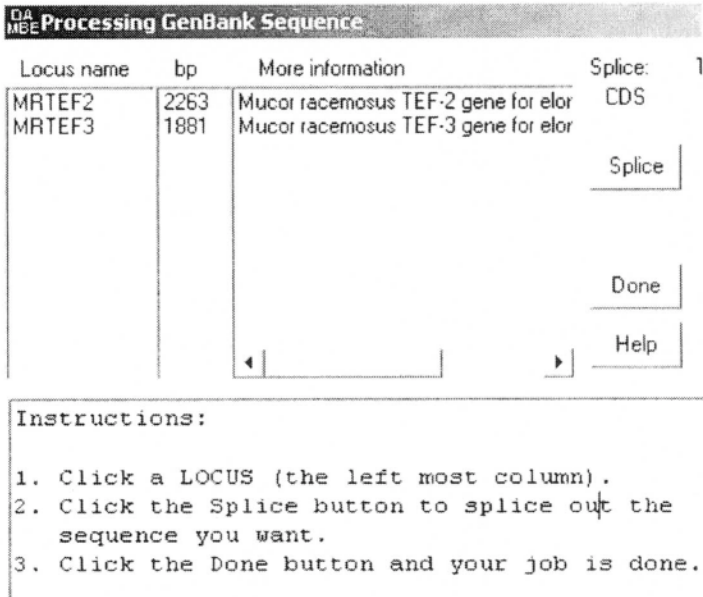 DA
MBE Processing GenBank Sequence
Locus name bp More information Splice: 1
MRTEF2 2263 Mucor racemosus TEF-2 gene for elor CDS
MRTEF3 1881 Mucor racemosus TEF-3 gene for elor
Splice
Done
Help
Instructions:
1. Click a LOCUS (the left most column).
2. Click the Splice button to splice out the
sequence you want.
3. Click the Done button and your job is done.